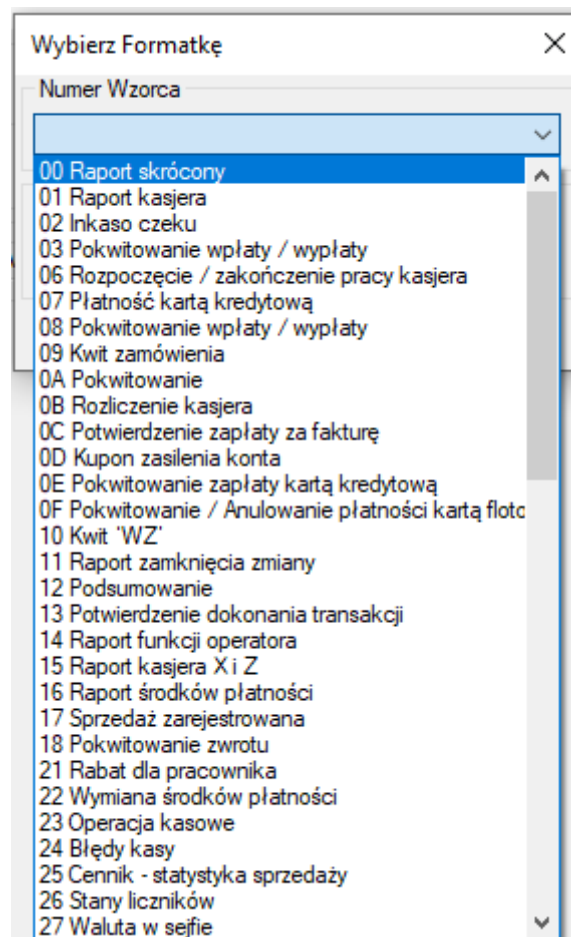 Wybierz Formatkę
Numer Wzorca
00 Raport skrócony
01 Raport kasjera
02 Inkaso czeku
03 Pokwitowanie wpłaty / wypłaty
06 Rozpoczęcie / zakończenie pracy kasjera
07 Płatność kartą kredytową
08 Pokwitowanie wpłaty / wypłaty
09 Kwit zamówienia
0A Pokwitowanie
0B Rozliczenie kasjera
0C Potwierdzenie zapłaty za fakturę
0D Kupon zasilenia konta
0E Pokwitowanie zapłaty kartą kredytową
0F Pokwitowanie / Anulowanie płatności kartą floto
10 Kwit 'WZ'
11 Raport zamknięcia zmiany
12 Podsumowanie
13 Potwierdzenie dokonania transakcji
14 Raport funkcji operatora
15 Raport kasjera X i Z
16 Raport środków płatności
17 Sprzedaż zarejestrowana
18 Pokwitowanie zwrotu
21 Rabat dla pracownika
22 Wymiana środków płatności
23 Operacja kasowe
24 Błędy kasy
25 Cennik - statystyka sprzedaży
26 Stany liczników
27 Waluta w sejfie